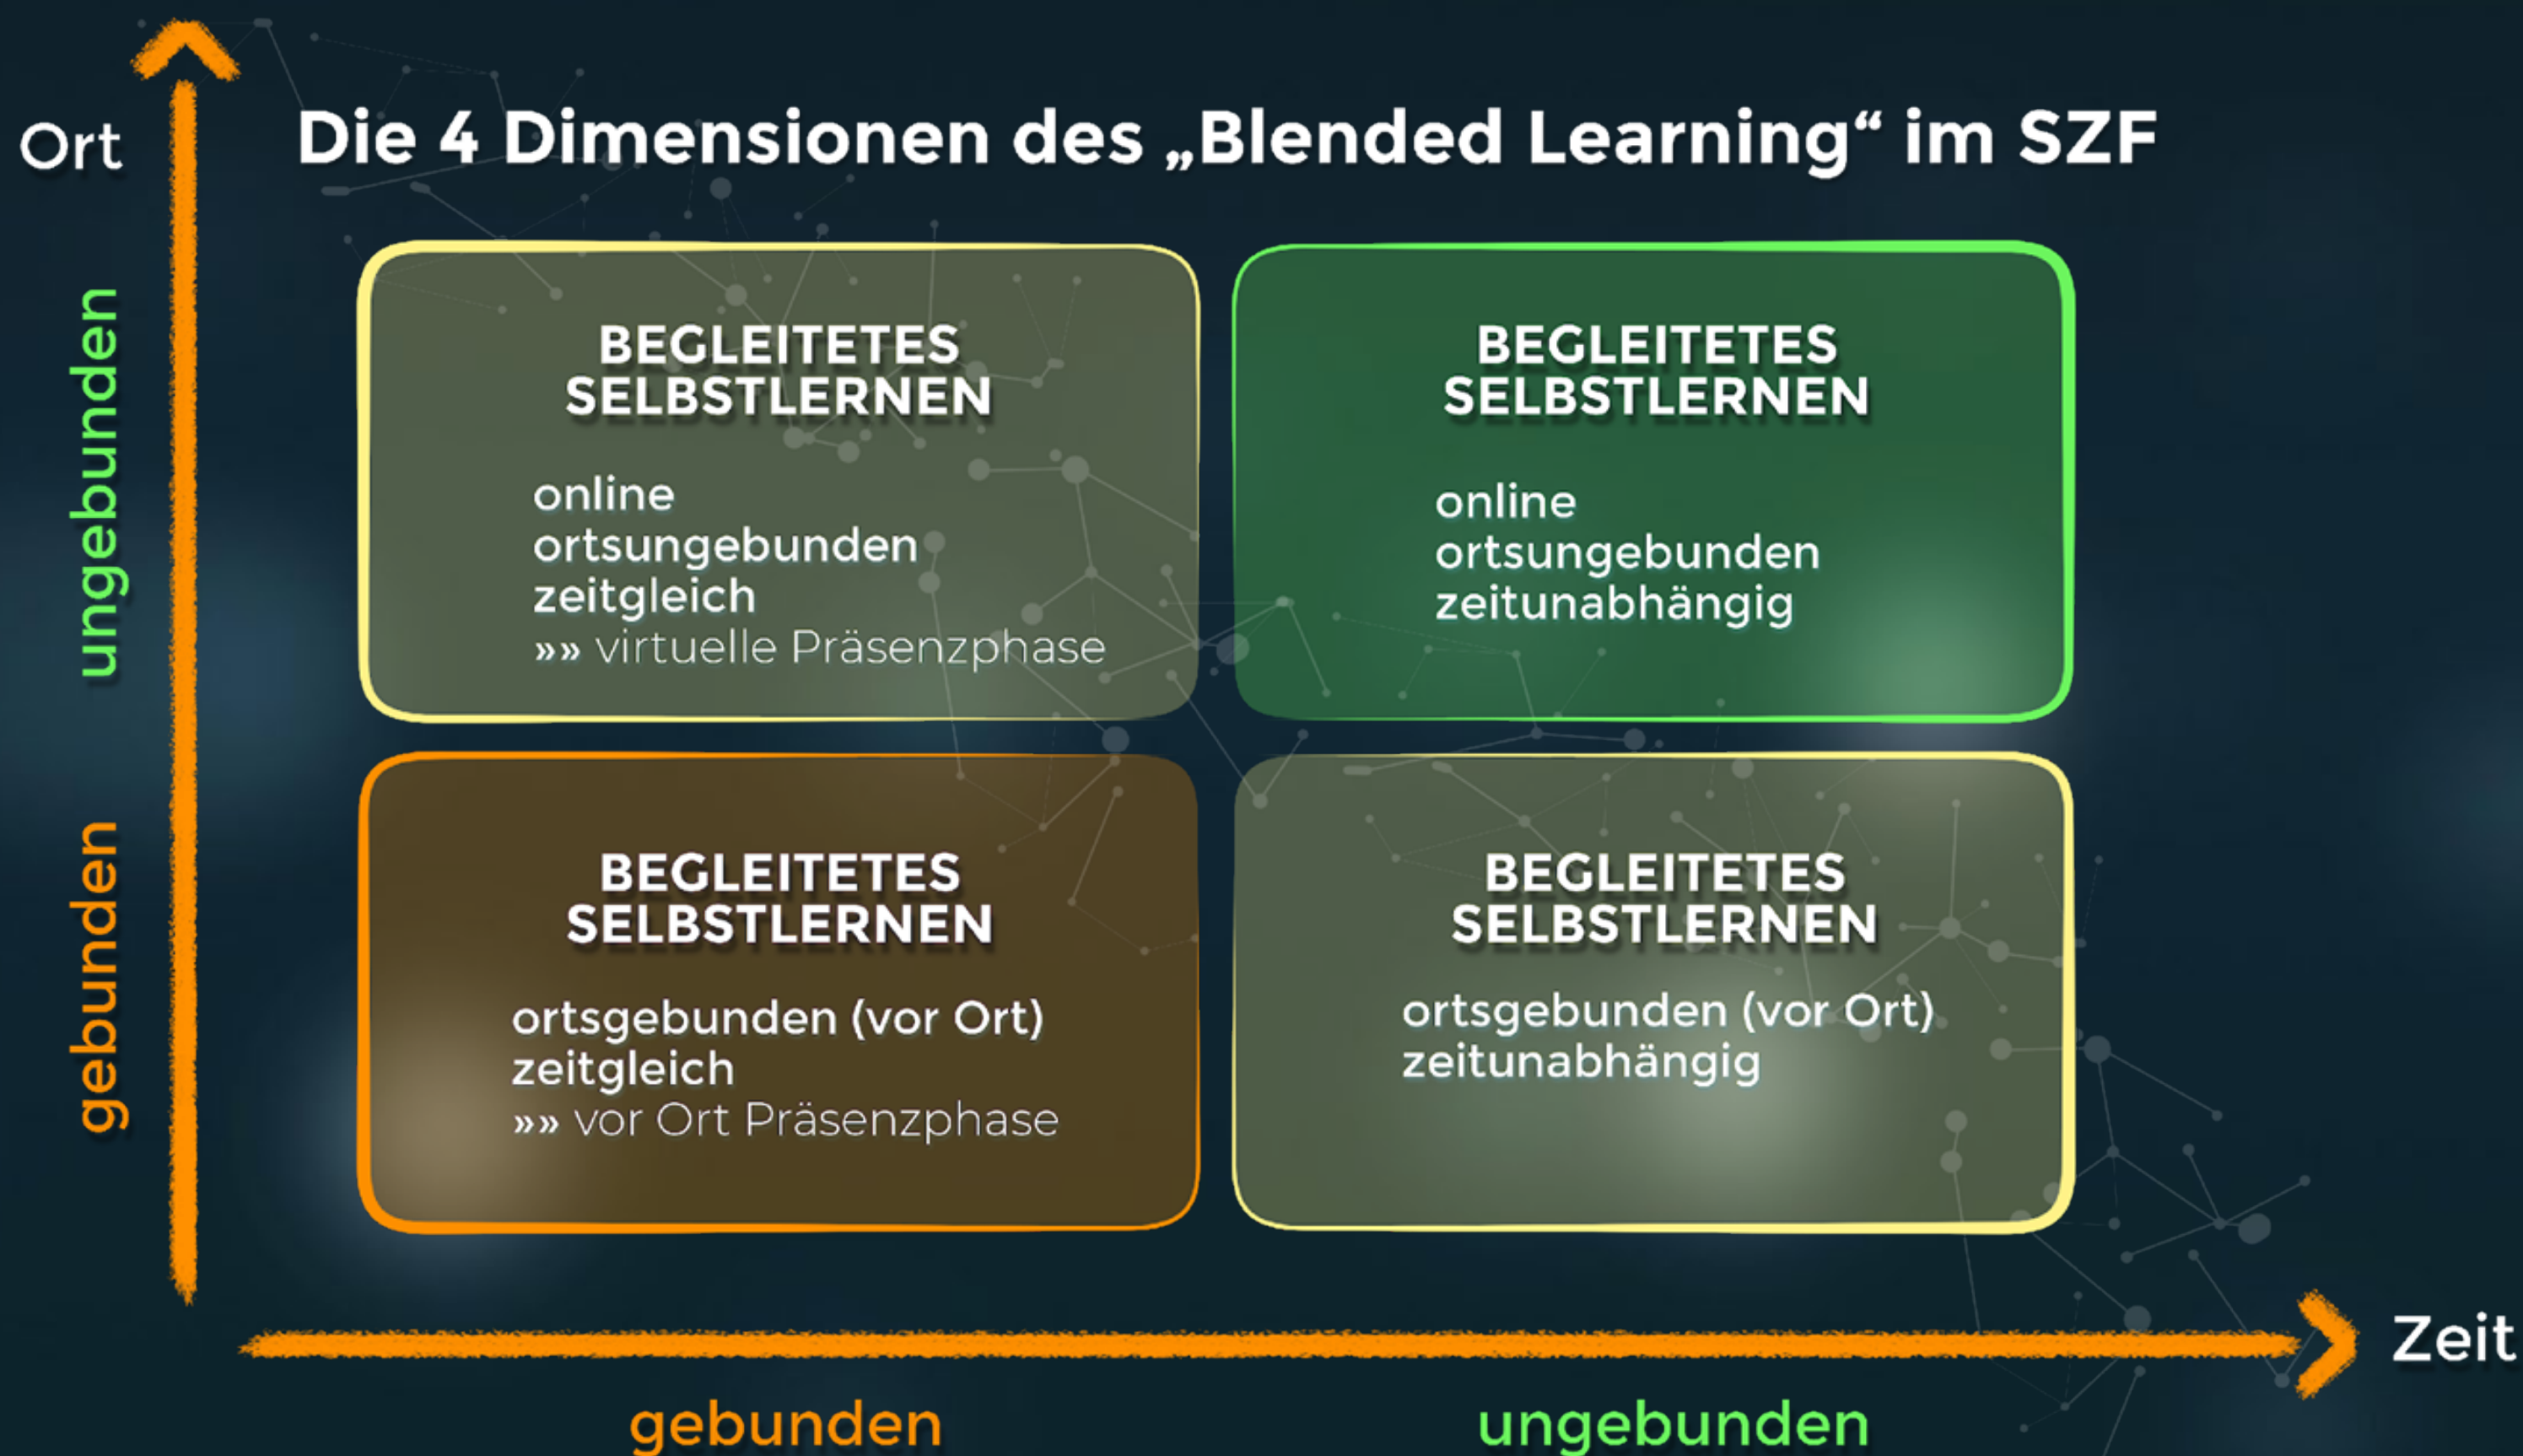 Ort
Die 4 Dimensionen des „Blended Learning“ im SZF
ungebunden
BEGLEITETES
SELBSTLERNEN
online
ortsungebunden
zeitgleich
»» virtuelle Präsenzphase
BEGLEITETES
SELBSTLERNEN
online
ortsungebunden
zeitunabhängig
gebunden
BEGLEITETES
SELBSTLERNEN
ortsgebunden (vor Ort)
zeitgleich
»» vor Ort Präsenzphase
BEGLEITETES
SELBSTLERNEN
ortsgebunden (vor Ort)
zeitunabhängig
Zeit
gebunden
ungebunden